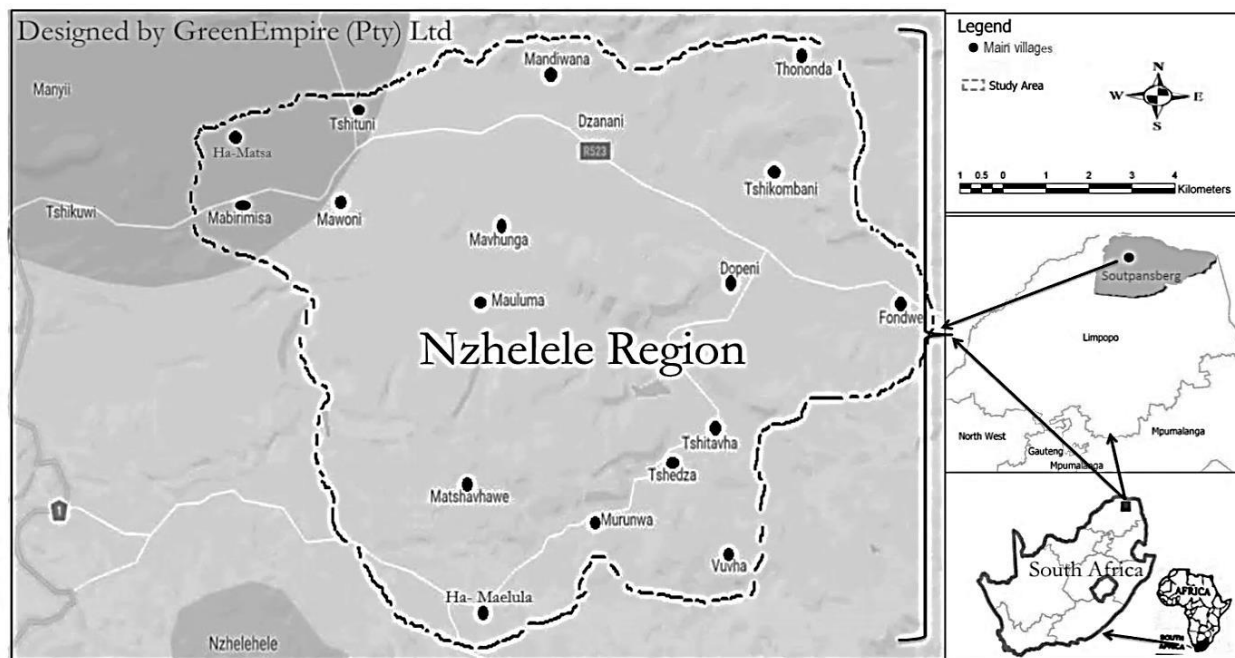 Designed by GreenEmpire (Pty) Ltd
Manyii
Mandiwana
Thononda
Tshituni
Dzanani
R523
Ha-Matsa
Tshikombani
Tshikuwi
Mabirimisa
Mawoni
Mavhunga
Dopeni
Mauluma
Fondwe
Nzhelele Region
Tshitavha
Tshedza
Matshavhawe
1
Murunwa
Vuvha
Ha- Maelula
Nzhelehele
Legend
Main villages
Study Area
N
W E
S
1 0.5 0 1 2 3 4
Kilometers
Soutpansberg
Limpopo
North West
Gauteng
Mpumalanga
Mpumalanga
South Africa
AFRICA
SOUTH
AFRICA